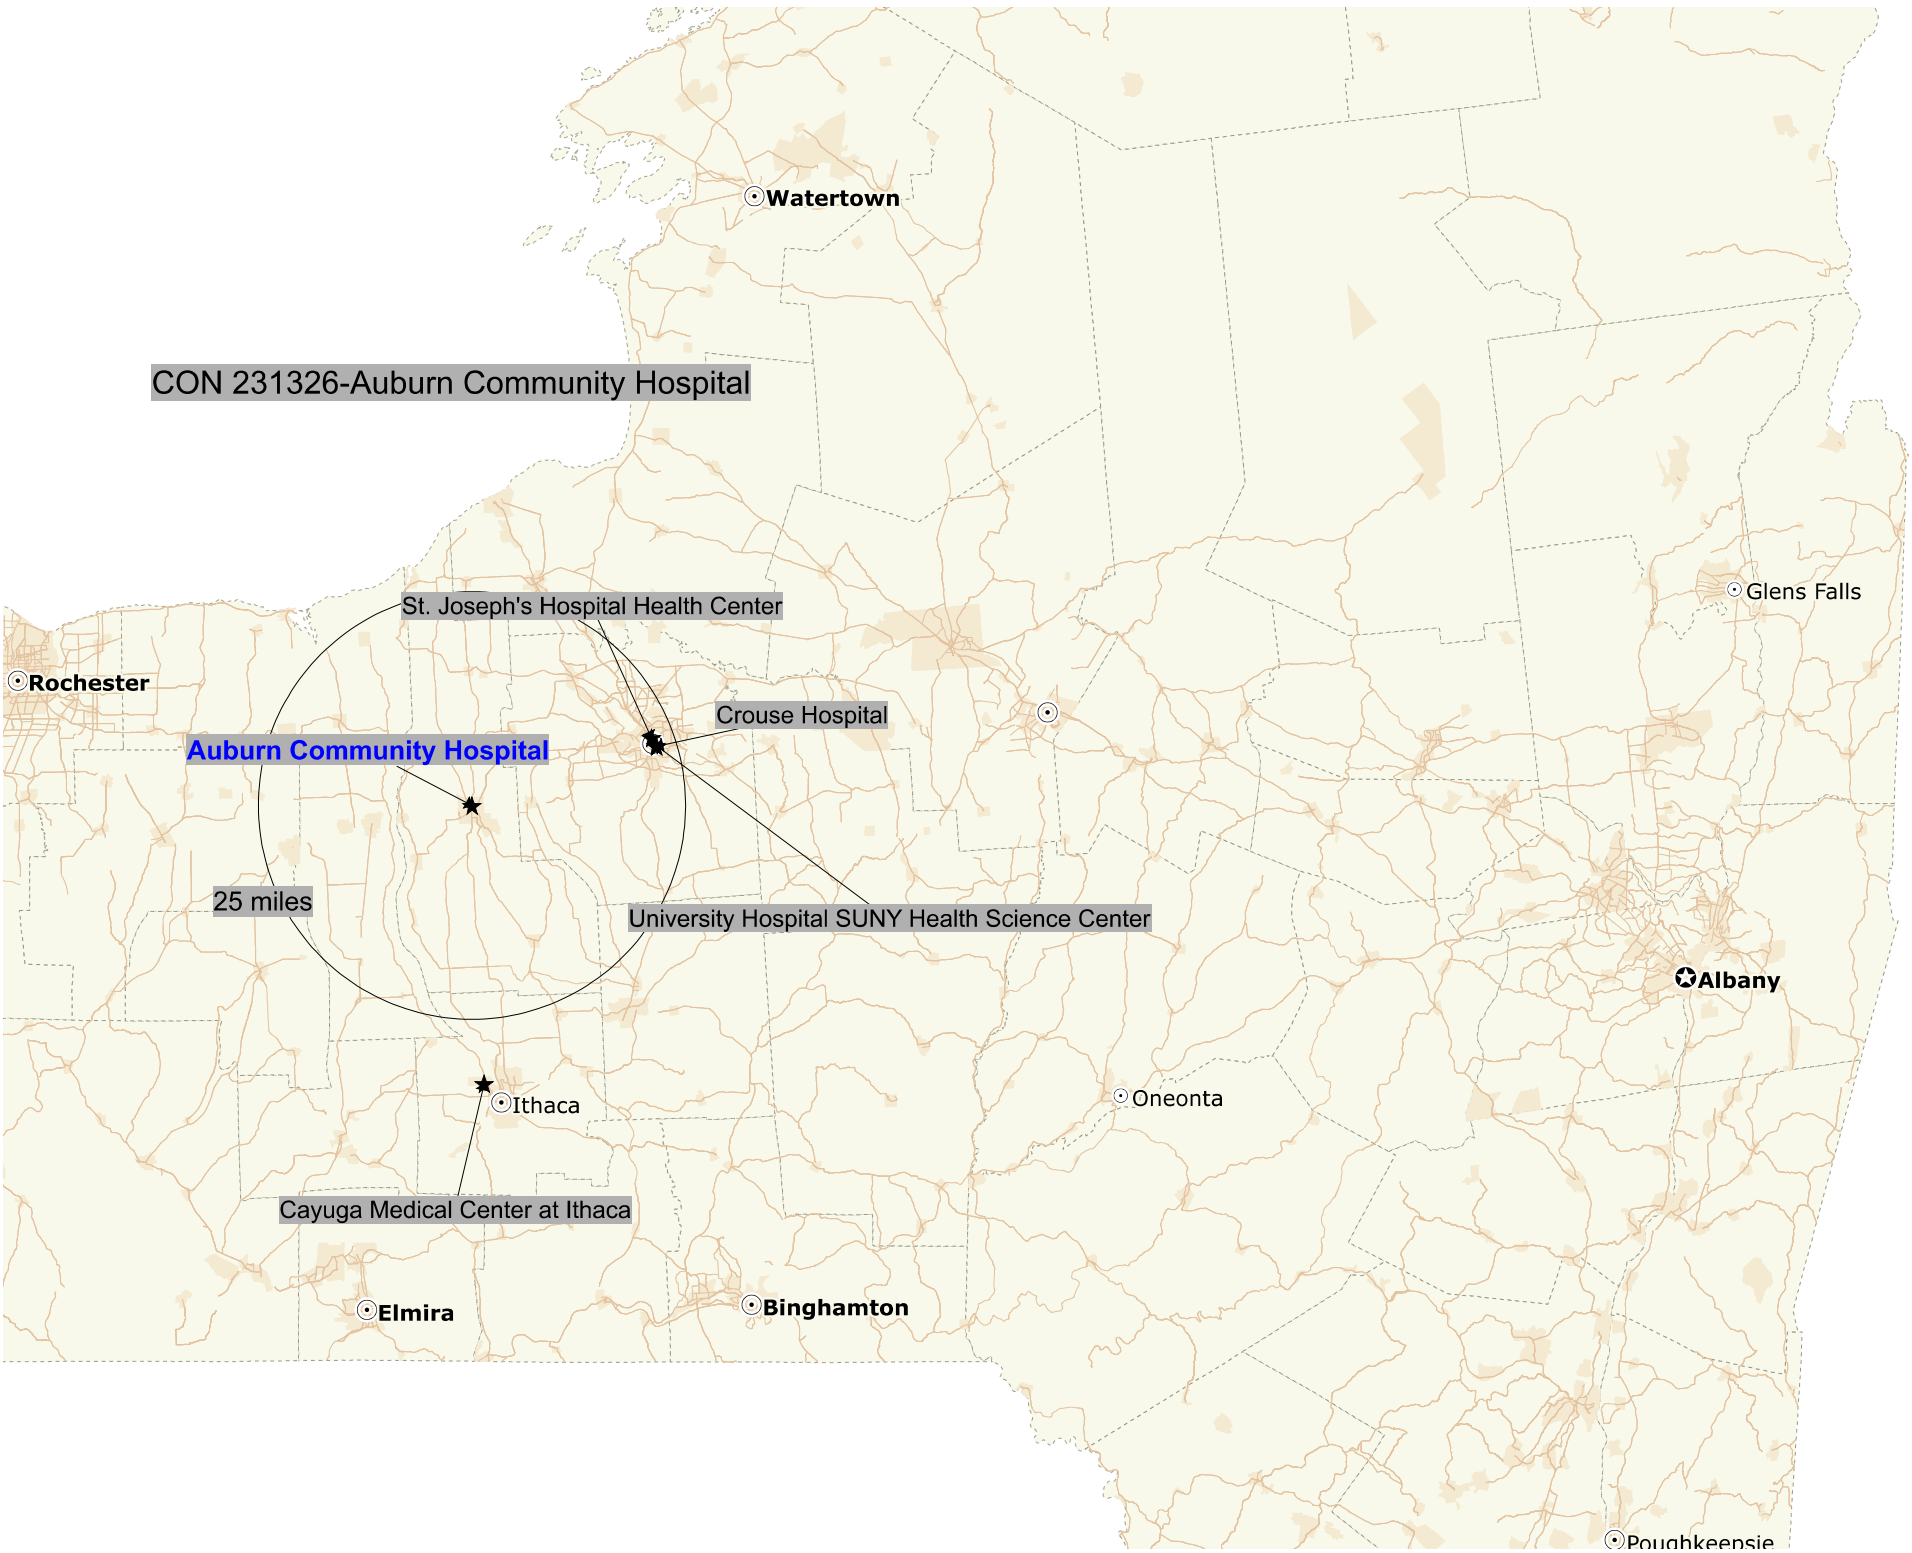 Watertown
CON 231326-Auburn Community Hospital
St. Joseph's Hospital Health Center
Glens Falls
Rochester
Crouse Hospital
Auburn Community Hospital
25 miles
University Hospital SUNY Health Science Center
Albany
Ithaca
Oneonta
Cayuga Medical Center at Ithaca
Elmira
Binghamton
Poughkeepsie